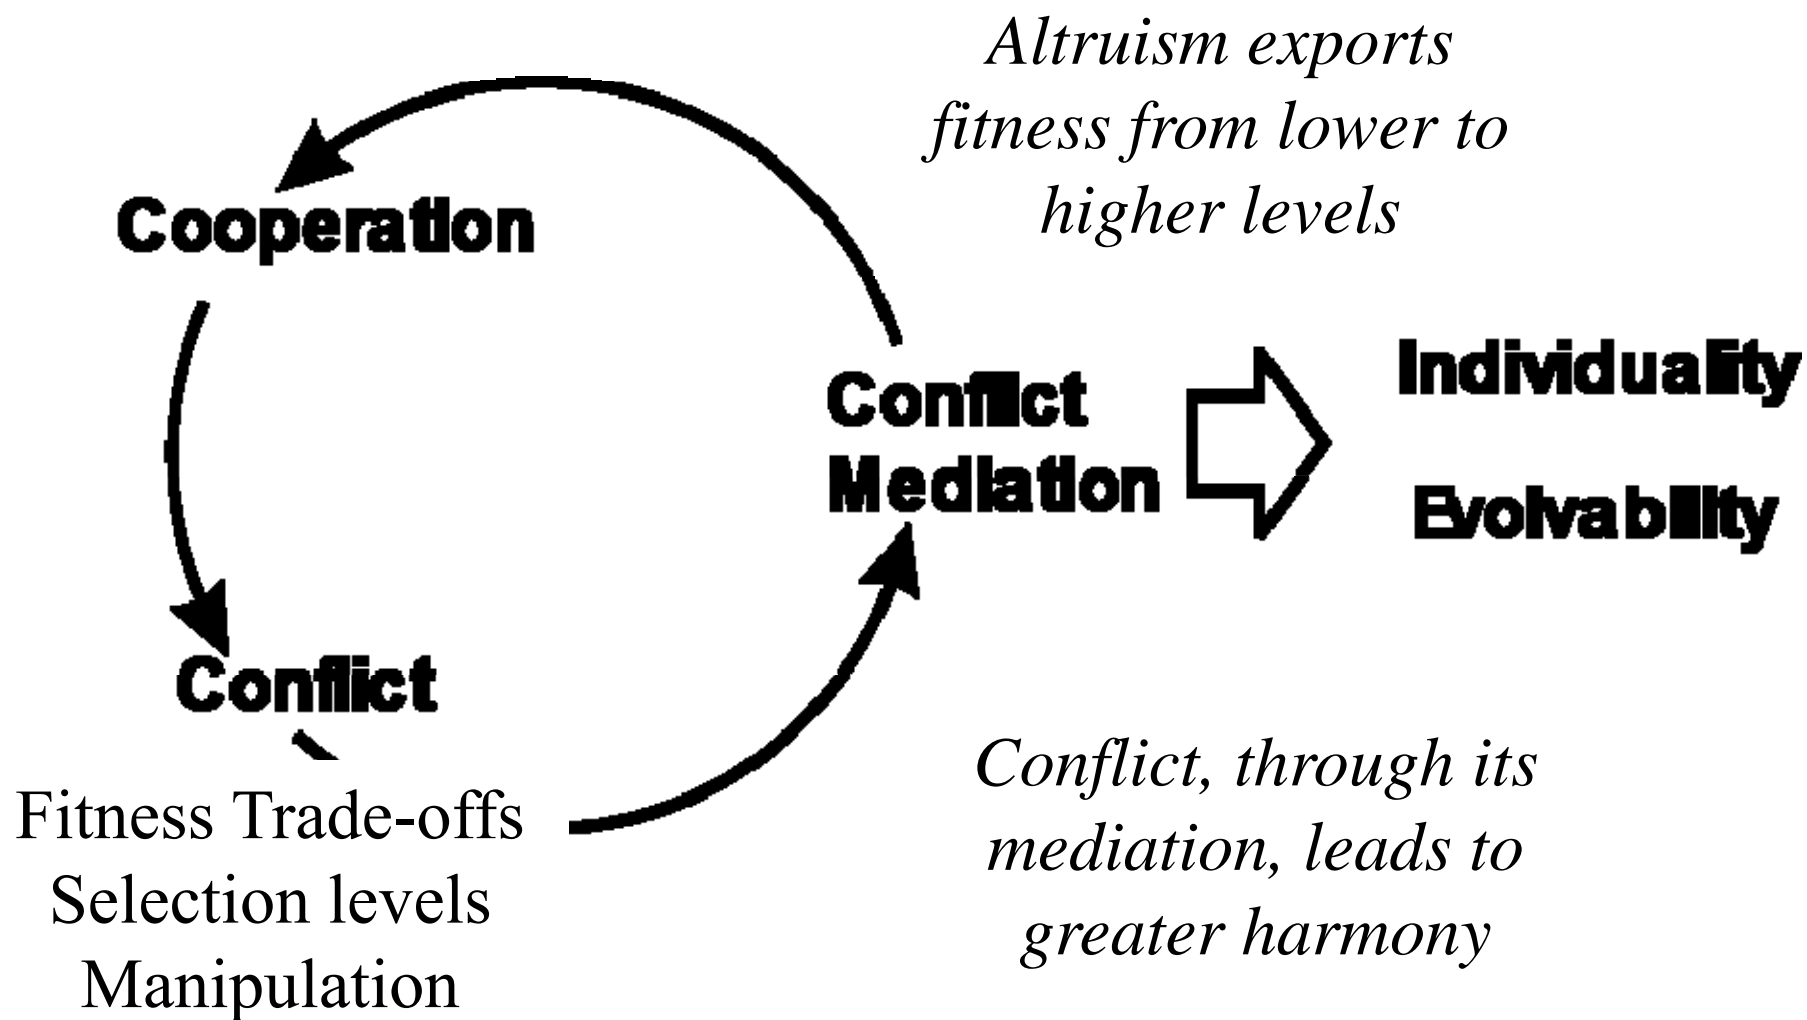 Altruism exports
fitness from lower to
higher levels
Cooperation
Conflict
Mediation
Individuality
Evolvability
Conflict
Fitness Trade-offs
Selection levels
Manipulation
Conflict, through its
mediation, leads to
greater harmony